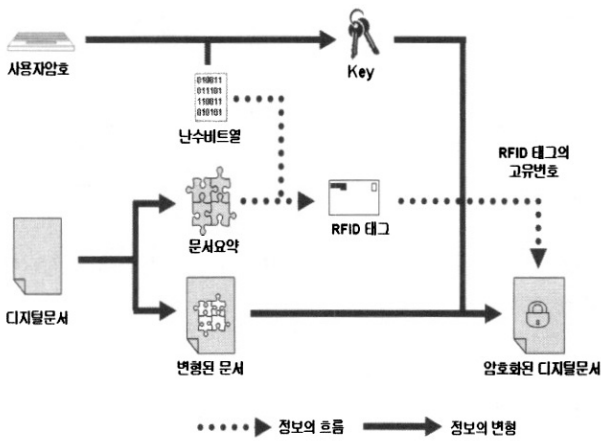 사용자암호
010011
011101
110011
010101
난수비트열
Key
RFID 태그의
고유번호
문서요약
RFID 태그
디지털문서
변형된 문서
암호화된 디지털문서
정보의 흐름
정보의 변형